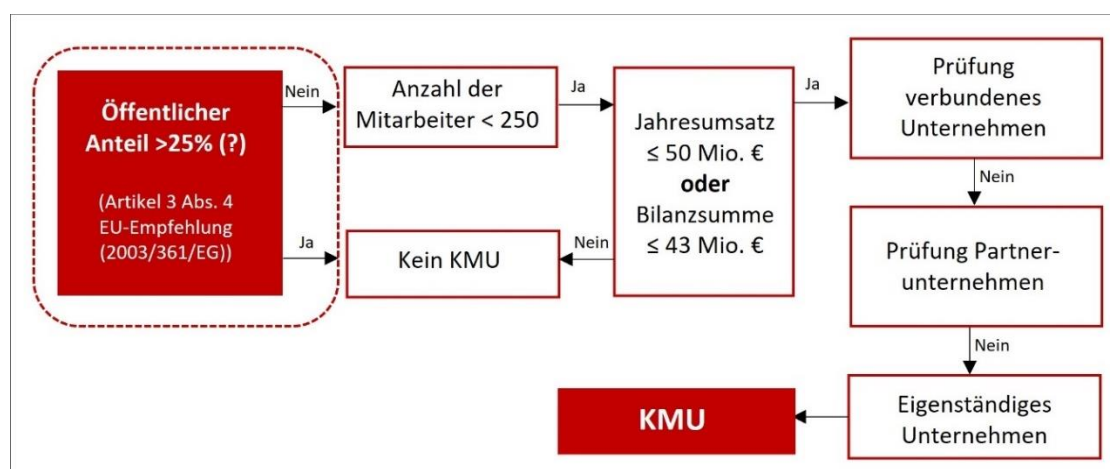 Öffentlicher
Anteil >25% (?)
(Artikel 3 Abs. 4
EU-Empfehlung
(2003/361/EG))
Nein
Ja
Anzahl der
Mitarbeiter < 250
Ja
Kein KMU
Nein
Jahresumsatz
≤ 50 Mio. €
oder
Bilanzsumme
≤ 43 Mio. €
Ja
Prüfung
verbundenes
Unternehmen
Nein
Prüfung Partner-
unternehmen
Nein
Eigenständiges
Unternehmen
KMU